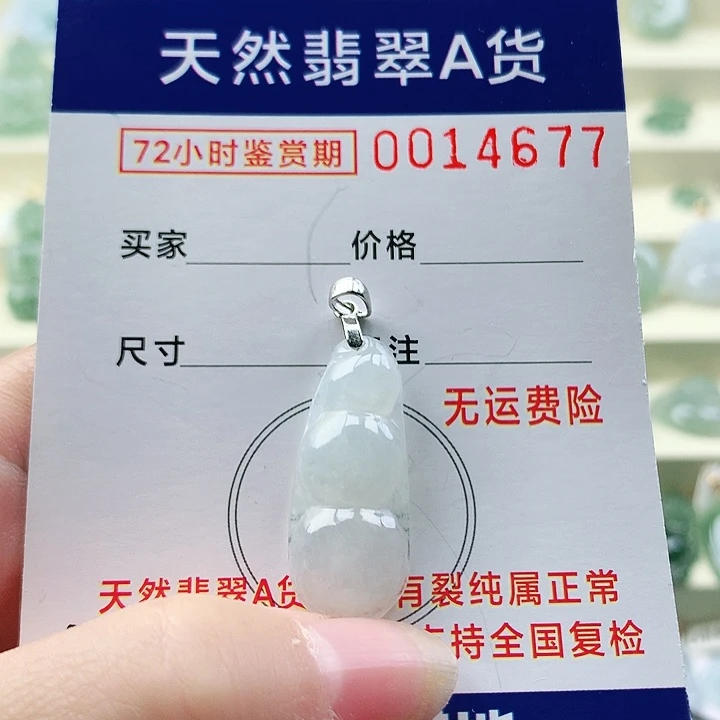 天然翡翠A货
72小时鉴赏期 0014677
买家 价格
尺寸 注
无运费险
天然翡翠A货 有裂纯属正常
支持全国复检